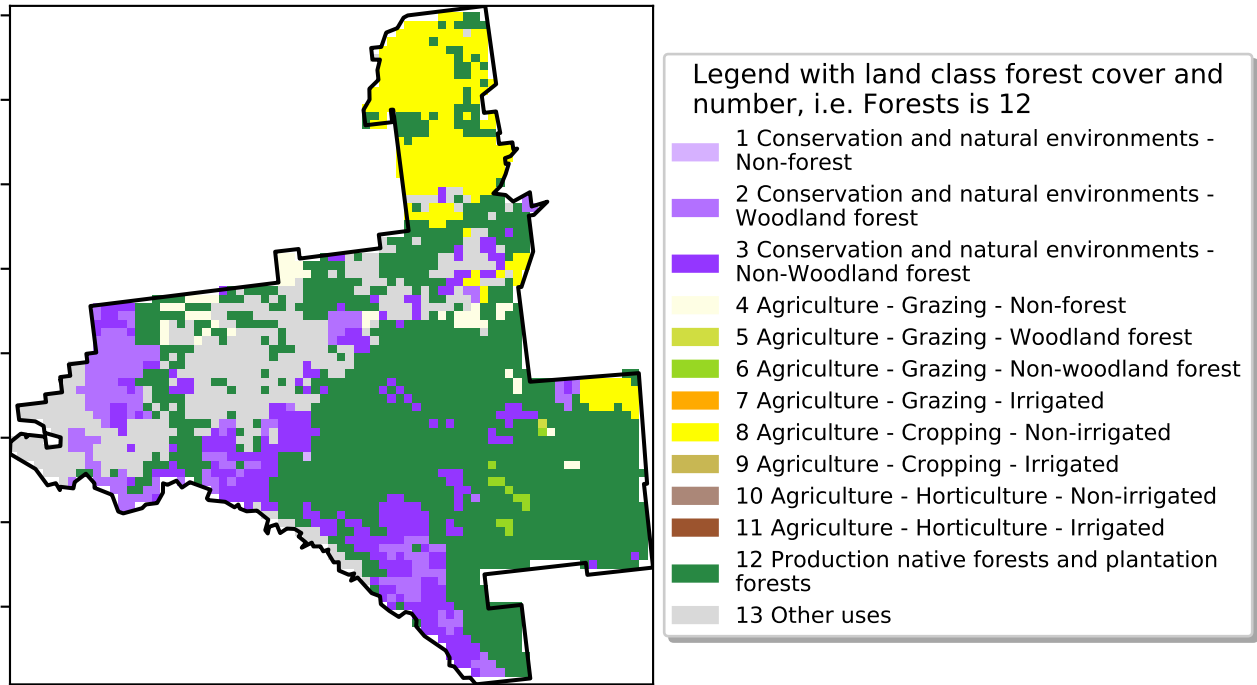 Legend with land class forest cover and
number, i.e. Forests is 12
1 Conservation and natural environments -
Non-forest
2 Conservation and natural environments -
Woodland forest
3 Conservation and natural environments -
Non-Woodland forest
4 Agriculture - Grazing - Non-forest
5 Agriculture - Grazing - Woodland forest
6 Agriculture - Grazing - Non-woodland forest
7 Agriculture - Grazing - Irrigated
8 Agriculture - Cropping - Non-irrigated
9 Agriculture - Cropping - Irrigated
10 Agriculture - Horticulture - Non-irrigated
11 Agriculture - Horticulture - Irrigated
12 Production native forests and plantation
forests
13 Other uses